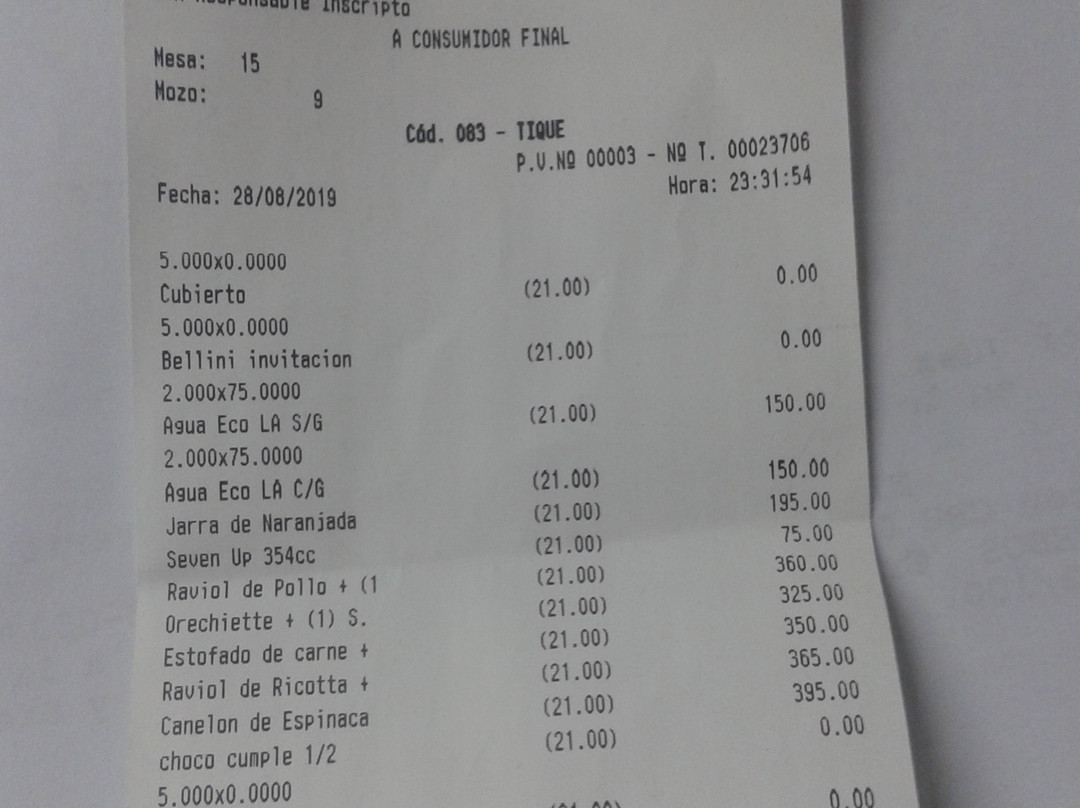 Responsable Inscripto
A CONSUMIDOR FINAL
Mesa: 15
Mozo: 9
Cód. 083 - TIQUE
P.V.Nº 00003 - Nº T. 00023706
Fecha: 28/08/2019 Hora: 23:31:54
5.000x0.0000
Cubierto (21.00) 0.00
5.000x0.0000
Bellini invitacion (21.00) 0.00
2.000x75.0000
Agua Eco LA S/G (21.00) 150.00
2.000x75.0000
Agua Eco LA C/G (21.00) 150.00
Jarra de Naranjada (21.00) 195.00
Seven Up 354cc (21.00) 75.00
Raviol de Pollo + (1 (21.00) 360.00
Orechiette + (1) S. (21.00) 325.00
Estofado de carne + (21.00) 350.00
Raviol de Ricotta + (21.00) 365.00
Canelon de Espinaca (21.00) 395.00
choco cumple 1/2 (21.00) 0.00
5.000x0.0000
(21.00) 0.00